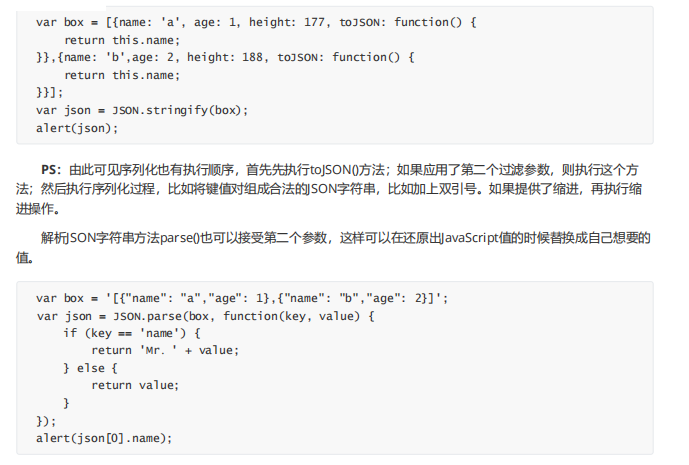 var box = [{name: 'a', age: 1, height: 177, toJSON: function() {
    return this.name;
}},{name: 'b',age: 2, height: 188, toJSON: function() {
    return this.name;
}}];
var json = JSON.stringify(box);
alert(json);
PS：由此可见序列化也有执行顺序，首先先执行toJSON()方法；如果应用了第二个过滤参数，则执行这个方
法；然后执行序列化过程，比如将键值对组成合法的JSON字符串，比如加上双引号。如果提供了缩进，再执行缩
进操作。
解析JSON字符串方法parse()也可以接受第二个参数，这样可以在还原出JavaScript值的时候替换成自己想要的
值。
var box = '[{"name": "a","age": 1},{"name": "b","age": 2}]';
var json = JSON.parse(box, function(key, value) {
    if (key == 'name') {
        return 'Mr. ' + value;
    } else {
        return value;
    }
});
alert(json[0].name);